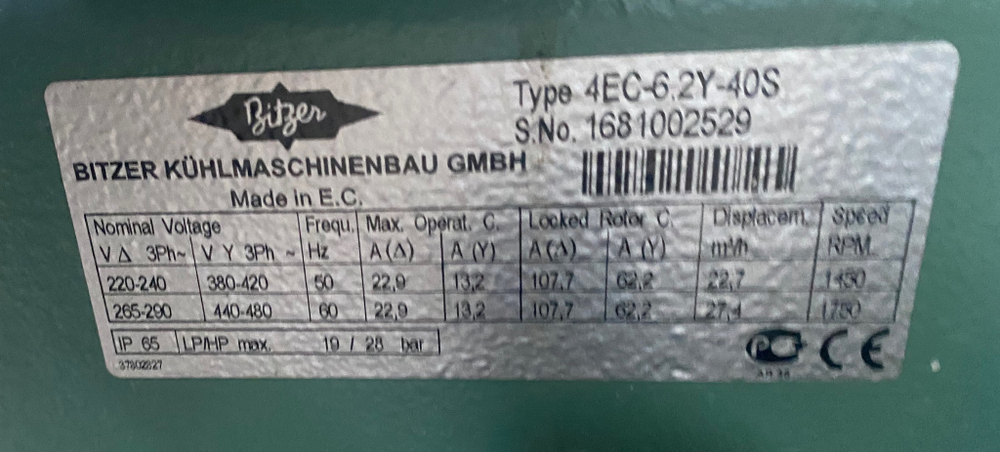 Bitzer
Type 4EC-6.2Y-40S
S.No. 1681002529
BITZER KÜHLMASCHINENBAU GMBH
Made in E.C.
Nominal Voltage Frequ. Max. Operat. C. Locked Rotor C. Displacem. Speed
V Δ 3Ph~ V Y 3Ph ~ Hz A (Δ) A (Y) A (Δ) A (Y) m³/h RPM
220-240 380-420 50 22,9 13,2 107,7 62,2 22,7 1450
265-290 440-480 60 22,9 13,2 107,7 62,2 27,4 1750
IP 65 LP/HP max. 19 / 28 bar
CE